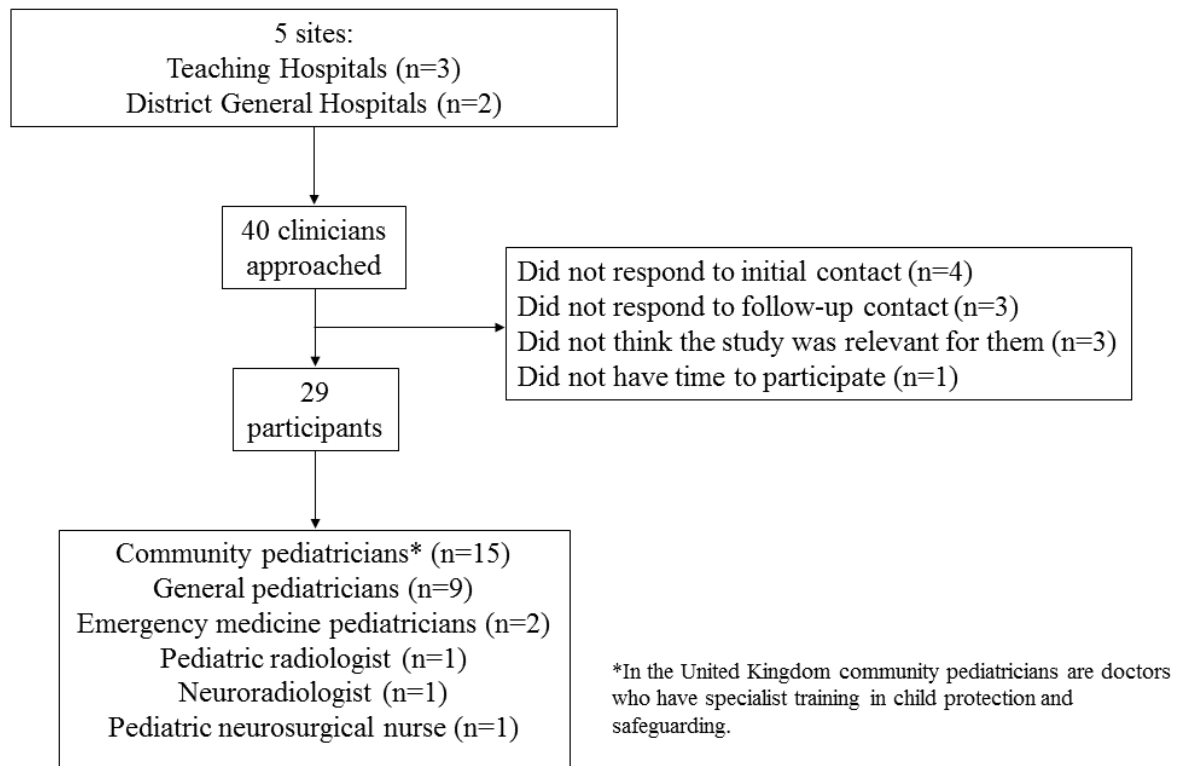 5 sites:
Teaching Hospitals (n=3)
District General Hospitals (n=2)
40 clinicians
approached
Did not respond to initial contact (n=4)
Did not respond to follow-up contact (n=3)
Did not think the study was relevant for them (n=3)
Did not have time to participate (n=1)
29
participants
Community pediatricians* (n=15)
General pediatricians (n=9)
Emergency medicine pediatricians (n=2)
Pediatric radiologist (n=1)
Neuroradiologist (n=1)
Pediatric neurosurgical nurse (n=1)
*In the United Kingdom community pediatricians are doctors
who have specialist training in child protection and
safeguarding.